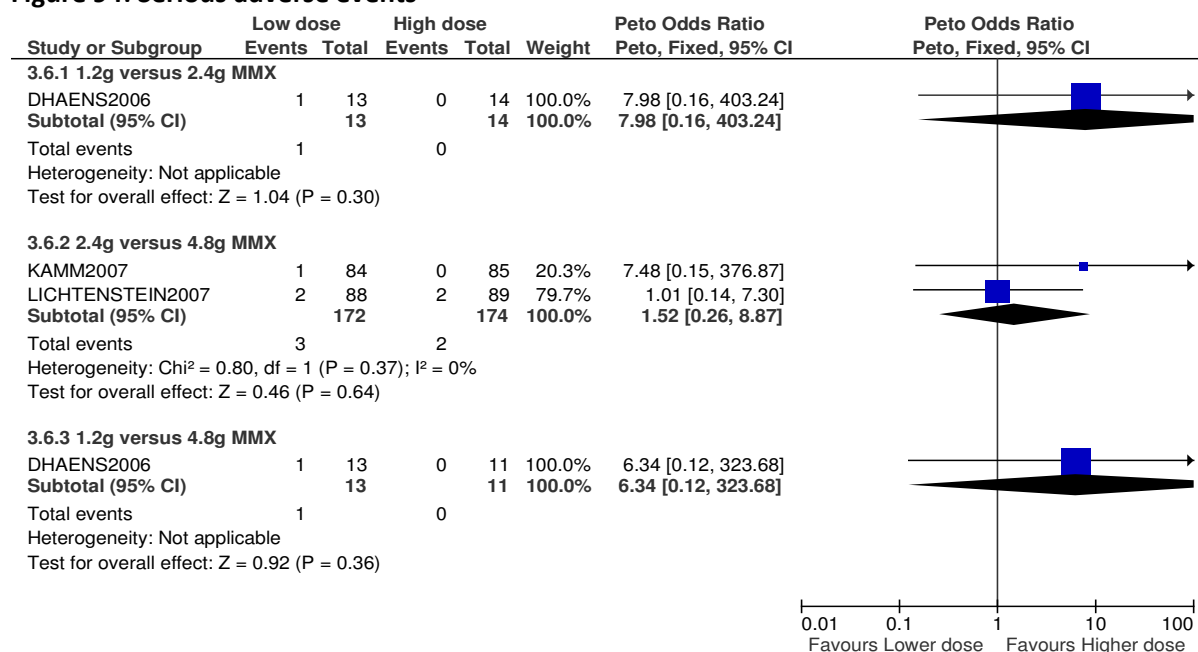 Low dose High dose Peto Odds Ratio Peto Odds Ratio
Study or Subgroup Events Total Events Total Weight Peto, Fixed, 95% CI Peto, Fixed, 95% CI
3.6.1 1.2g versus 2.4g MMX
DHAENS2006 1 13 0 14 100.0% 7.98 [0.16, 403.24]
Subtotal (95% CI) 13 14 100.0% 7.98 [0.16, 403.24]
Total events 1 0
Heterogeneity: Not applicable
Test for overall effect: Z = 1.04 (P = 0.30)
3.6.2 2.4g versus 4.8g MMX
KAMM2007 1 84 0 85 20.3% 7.48 [0.15, 376.87]
LICHTENSTEIN2007 2 88 2 89 79.7% 1.01 [0.14, 7.30]
Subtotal (95% CI) 172 174 100.0% 1.52 [0.26, 8.87]
Total events 3 2
Heterogeneity: Chi² = 0.80, df = 1 (P = 0.37); I² = 0%
Test for overall effect: Z = 0.46 (P = 0.64)
3.6.3 1.2g versus 4.8g MMX
DHAENS2006 1 13 0 11 100.0% 6.34 [0.12, 323.68]
Subtotal (95% CI) 13 11 100.0% 6.34 [0.12, 323.68]
Total events 1 0
Heterogeneity: Not applicable
Test for overall effect: Z = 0.92 (P = 0.36)
0.01 0.1 1 10 100
Favours Lower dose Favours Higher dose